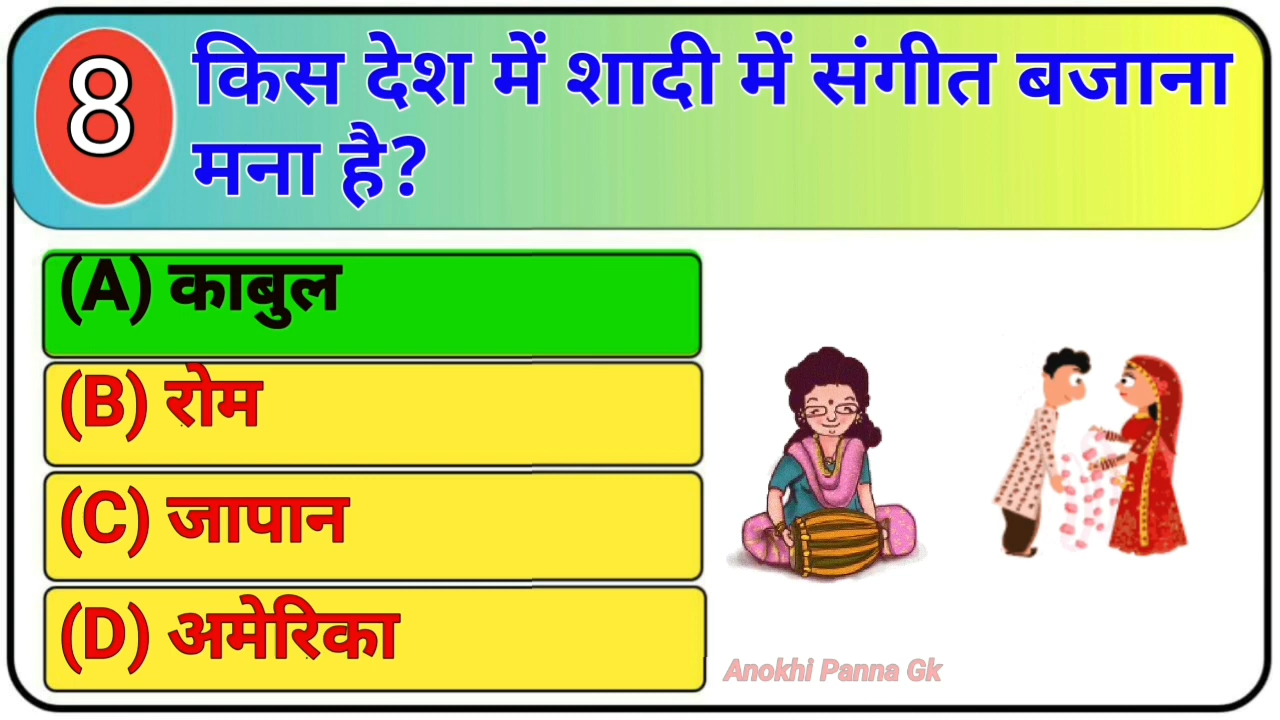 8
किस देश में शादी में संगीत बजाना
मना है?
(A) काबुल
(B) रोम
(C) जापान
(D) अमेरिका
Anokhi Panna Gk